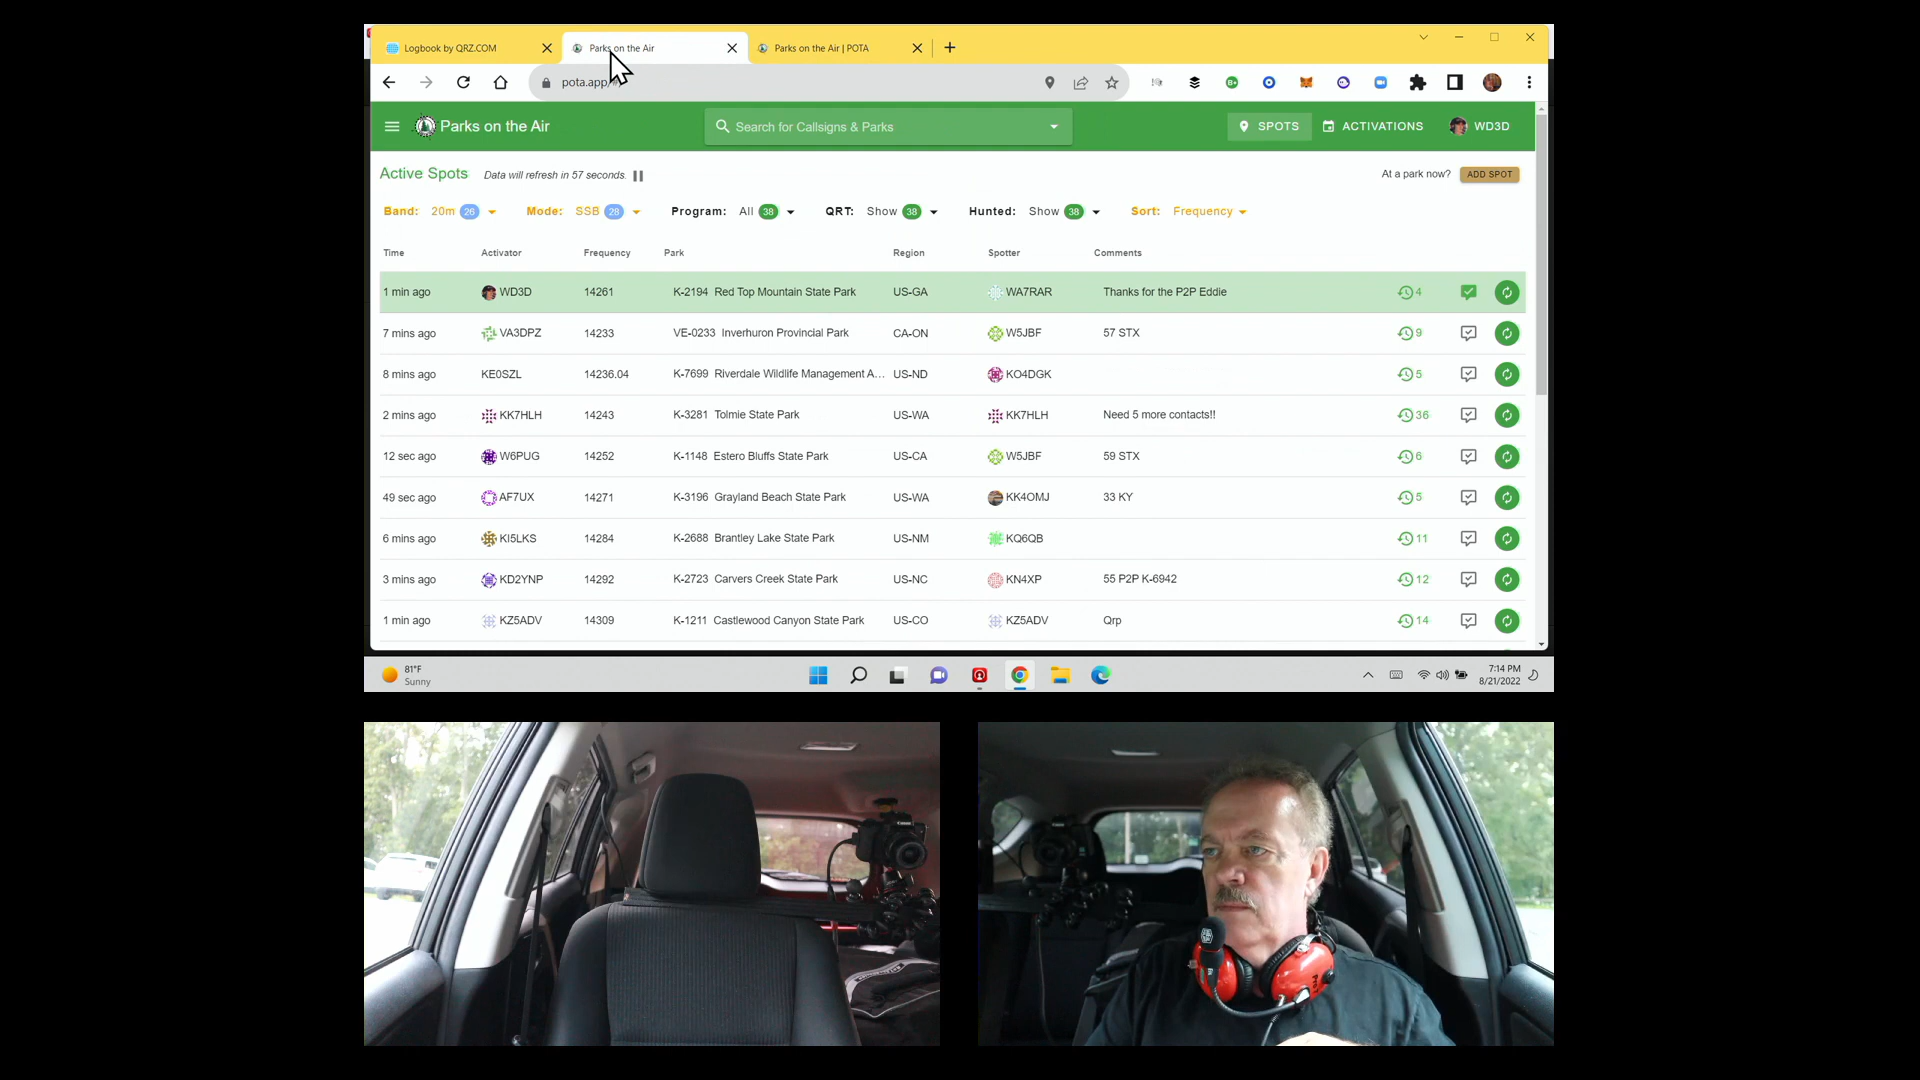 Logbook by QRZ.COM
Parks on the Air
Parks on the Air | POTA
pota.app/#/
Parks on the Air
Search for Callsigns & Parks
SPOTS
ACTIVATIONS
WD3D
Active Spots
Data will refresh in 57 seconds.
At a park now?
ADD SPOT
Band: 20m 26
Mode: SSB 28
Program: All 38
QRT: Show 38
Hunted: Show 38
Sort: Frequency
Time Activator Frequency Park Region Spotter Comments
1 min ago WD3D 14261 K-2194 Red Top Mountain State Park US-GA WA7RAR Thanks for the P2P Eddie 4
7 mins ago VA3DPZ 14233 VE-0233 Inverhuron Provincial Park CA-ON W5JBF 57 STX 9
8 mins ago KE0SZL 14236.04 K-7699 Riverdale Wildlife Management A... US-ND KO4DGK 5
2 mins ago KK7HLH 14243 K-3281 Tolmie State Park US-WA KK7HLH Need 5 more contacts!! 36
12 sec ago W6PUG 14252 K-1148 Estero Bluffs State Park US-CA W5JBF 59 STX 6
49 sec ago AF7UX 14271 K-3196 Grayland Beach State Park US-WA KK4OMJ 33 KY 5
6 mins ago KI5LKS 14284 K-2688 Brantley Lake State Park US-NM KQ6QB 11
3 mins ago KD2YNP 14292 K-2723 Carvers Creek State Park US-NC KN4XP 55 P2P K-6942 12
1 min ago KZ5ADV 14309 K-1211 Castlewood Canyon State Park US-CO KZ5ADV Qrp 14
81°F
Sunny
7:14 PM
8/21/2022